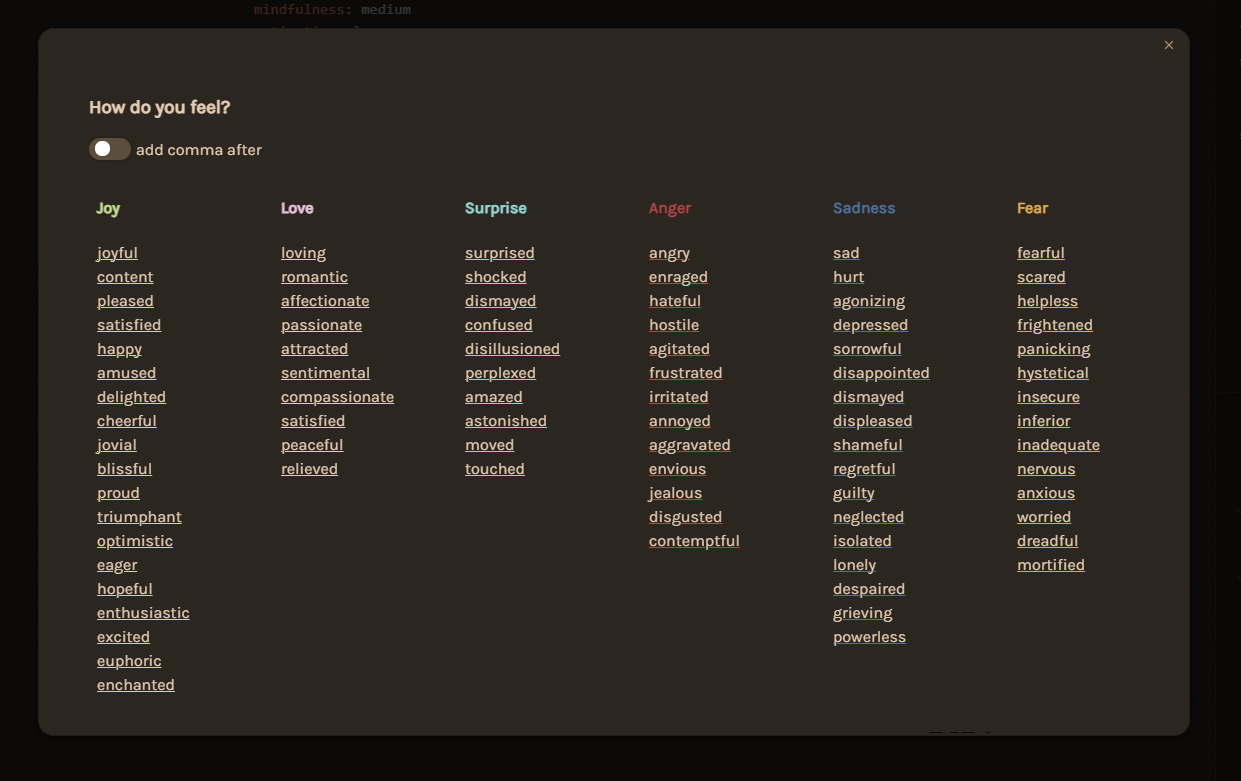 mindfulness: medium
×
How do you feel?
add comma after
Joy
joyful
content
pleased
satisfied
happy
amused
delighted
cheerful
jovial
blissful
proud
triumphant
optimistic
eager
hopeful
enthusiastic
excited
euphoric
enchanted
Love
loving
romantic
affectionate
passionate
attracted
sentimental
compassionate
satisfied
peaceful
relieved
Surprise
surprised
shocked
dismayed
confused
disillusioned
perplexed
amazed
astonished
moved
touched
Anger
angry
enraged
hateful
hostile
agitated
frustrated
irritated
annoyed
aggravated
envious
jealous
disgusted
contemptful
Sadness
sad
hurt
agonizing
depressed
sorrowful
disappointed
dismayed
displeased
shameful
regretful
guilty
neglected
isolated
lonely
despaired
grieving
powerless
Fear
fearful
scared
helpless
frightened
panicking
hystetical
insecure
inferior
inadequate
nervous
anxious
worried
dreadful
mortified